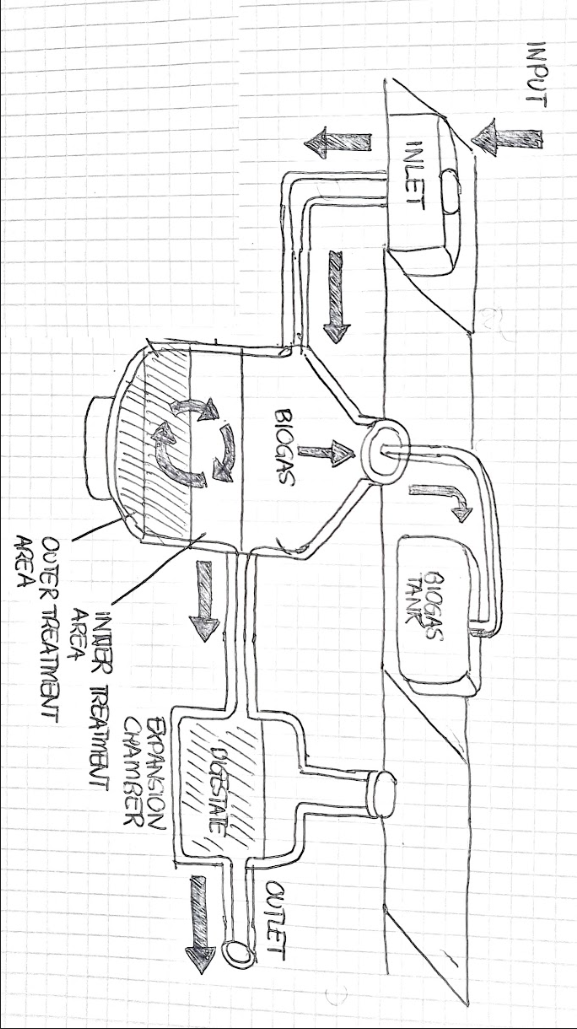 INPUT
INLET
BIOGAS
TANK
BIOGAS
OUTLET
DIGESTATE
EXPANSION
CHAMBER
INNER TREATMENT
AREA
OUTER TREATMENT
AREA